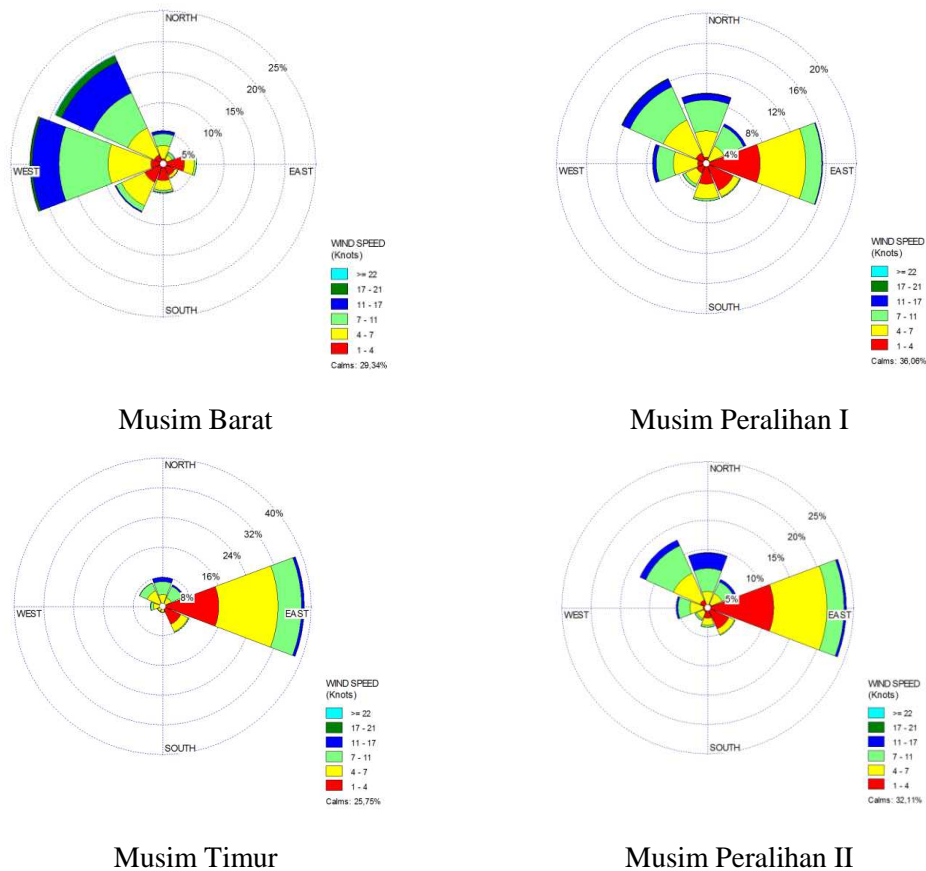 NORTH
25%
20%
15%
10%
5%
WEST
EAST
WIND SPEED
(Knots)
>= 22
17 - 21
11 - 17
7 - 11
4 - 7
1 - 4
Calms: 29,34%
SOUTH
Musim Barat
NORTH
20%
16%
12%
8%
4%
WEST
EAST
WIND SPEED
(Knots)
>= 22
17 - 21
11 - 17
7 - 11
4 - 7
1 - 4
Calms: 36,06%
SOUTH
Musim Peralihan I
NORTH
40%
32%
24%
16%
8%
WEST
EAST
WIND SPEED
(Knots)
>= 22
17 - 21
11 - 17
7 - 11
4 - 7
1 - 4
Calms: 25,75%
SOUTH
Musim Timur
NORTH
25%
20%
15%
10%
5%
WEST
EAST
WIND SPEED
(Knots)
>= 22
17 - 21
11 - 17
7 - 11
4 - 7
1 - 4
Calms: 32,11%
SOUTH
Musim Peralihan II